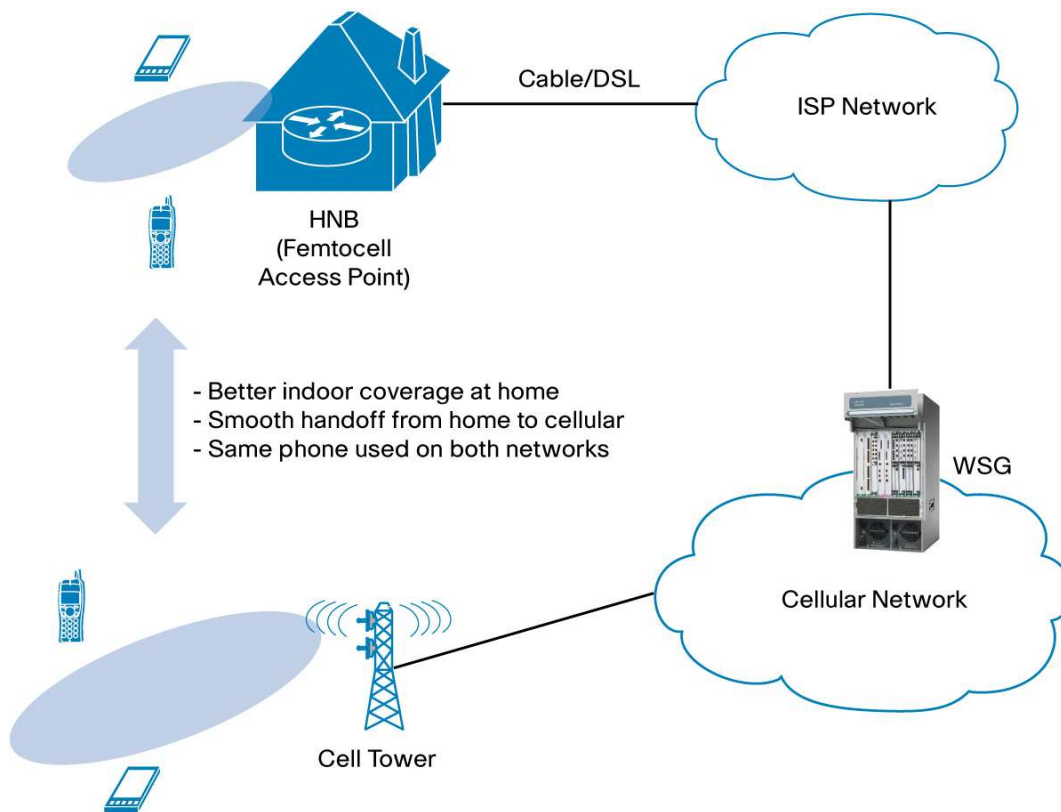 Cable/DSL
ISP Network
HNB
(Femtocell
Access Point)
- Better indoor coverage at home
- Smooth handoff from home to cellular
- Same phone used on both networks
WSG
Cellular Network
Cell Tower